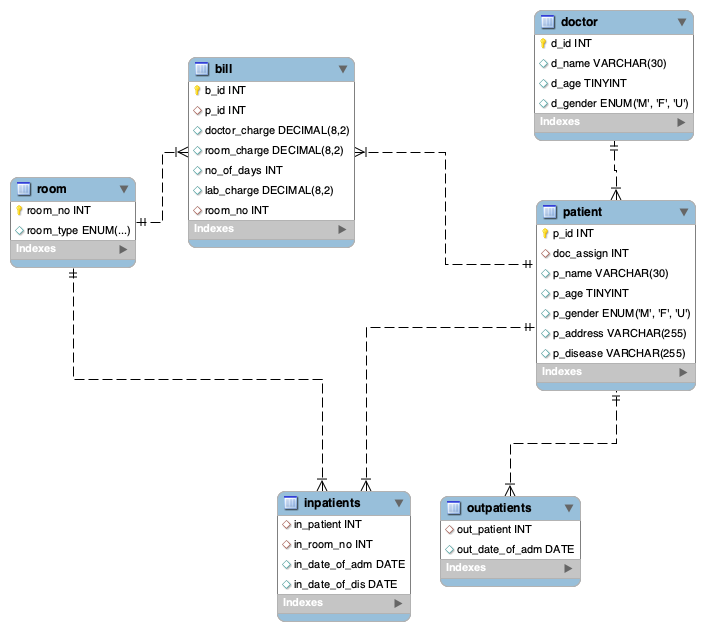 doctor
d_id INT
d_name VARCHAR(30)
d_age TINYINT
d_gender ENUM('M', 'F', 'U')
Indexes
bill
b_id INT
p_id INT
doctor_charge DECIMAL(8,2)
room_charge DECIMAL(8,2)
no_of_days INT
lab_charge DECIMAL(8,2)
room_no INT
Indexes
room
room_no INT
room_type ENUM(...)
Indexes
patient
p_id INT
doc_assign INT
p_name VARCHAR(30)
p_age TINYINT
p_gender ENUM('M', 'F', 'U')
p_address VARCHAR(255)
p_disease VARCHAR(255)
Indexes
inpatients
in_patient INT
in_room_no INT
in_date_of_adm DATE
in_date_of_dis DATE
Indexes
outpatients
out_patient INT
out_date_of_adm DATE
Indexes